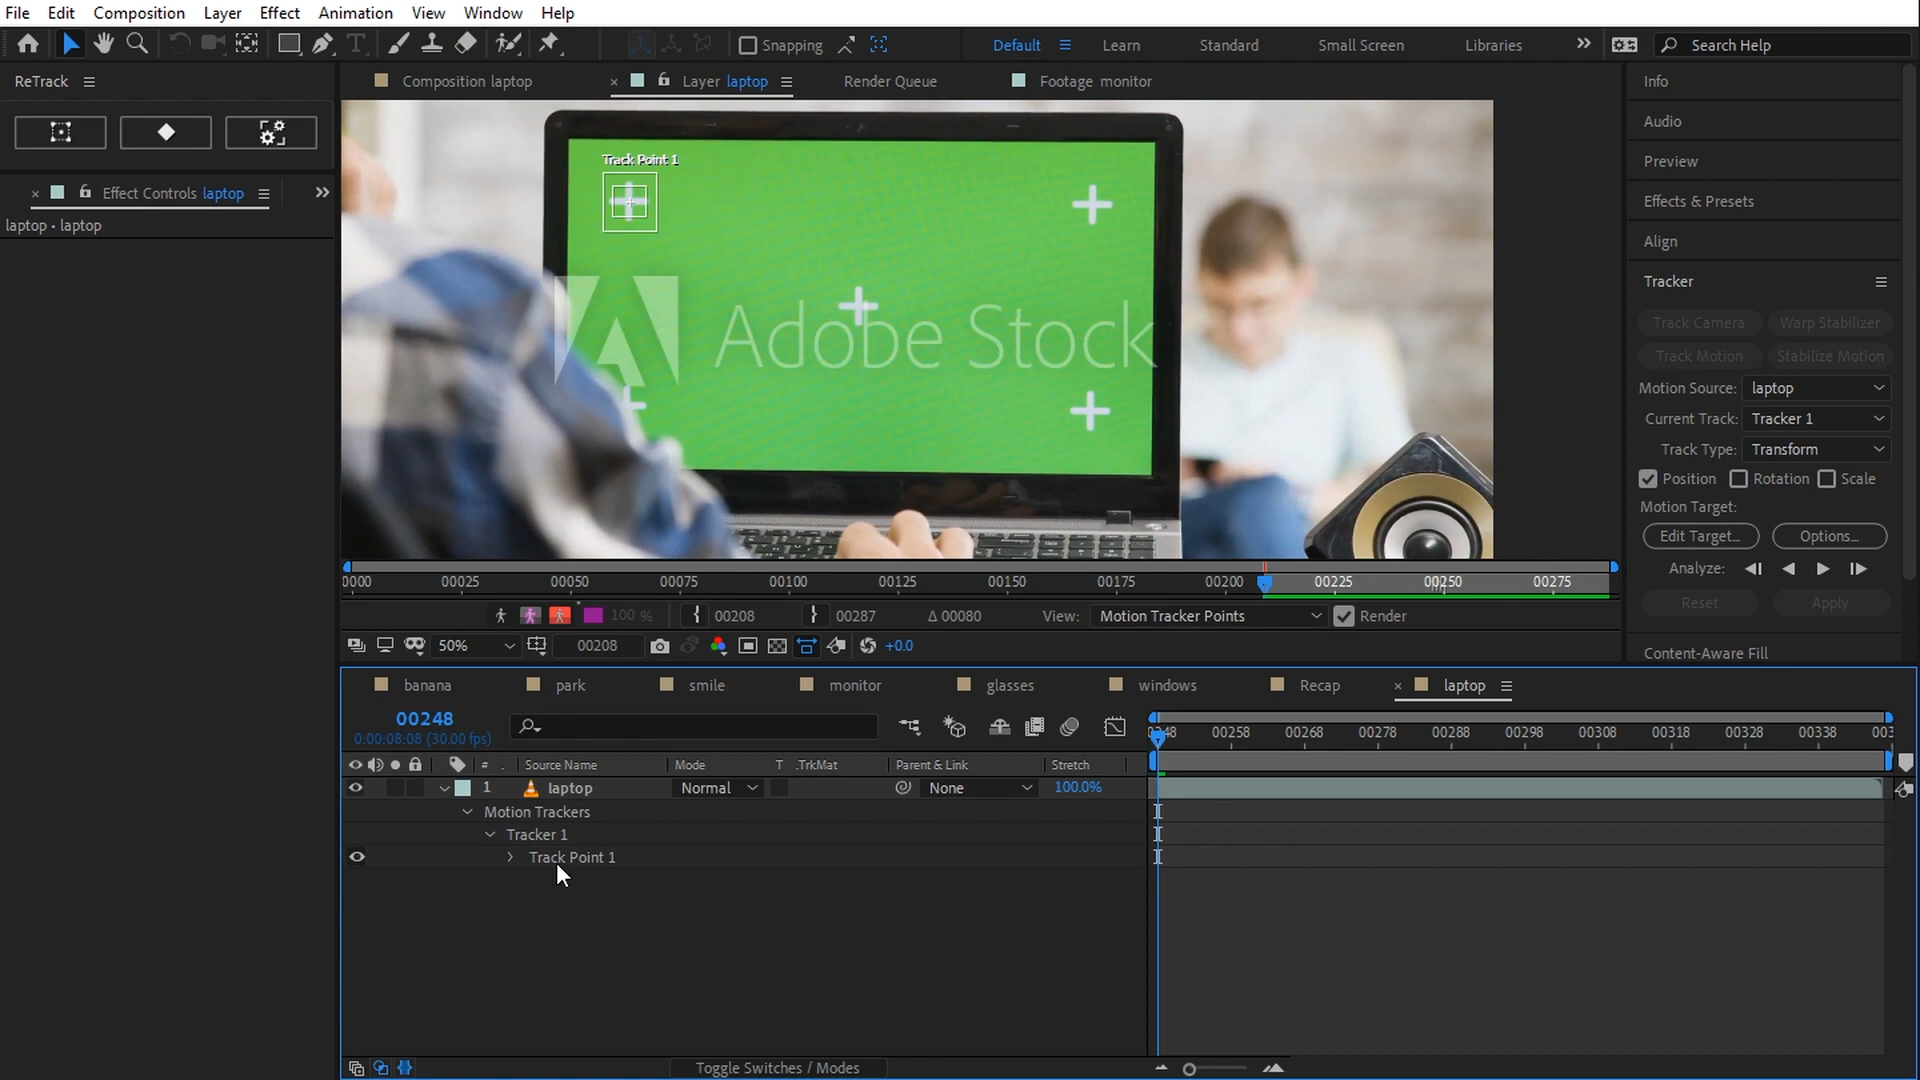 File Edit Composition Layer Effect Animation View Window Help
Snapping
Default Learn Standard Small Screen Libraries
Search Help
ReTrack
Composition laptop
Layer laptop
Render Queue
Footage monitor
Effect Controls laptop
laptop • laptop
Track Point 1
Adobe Stock
Info
Audio
Preview
Effects & Presets
Align
Tracker
Track Camera Warp Stabilizer
Track Motion Stabilize Motion
Motion Source: laptop
Current Track: Tracker 1
Track Type: Transform
Position Rotation Scale
Motion Target:
Edit Target... Options...
Analyze:
Reset Apply
Content-Aware Fill
0000 00025 00050 00075 00100 00125 00150 00175 00200 00225 00250 00275
100 % 00208 00287 Δ 00080 View: Motion Tracker Points Render
50% 00208 +0.0
banana park smile monitor glasses windows Recap laptop
00248
0:00:08:08 (30.00 fps)
248 00258 00268 00278 00288 00298 00308 00318 00328 00338 003
# Source Name Mode T .TrkMat Parent & Link Stretch
1 laptop Normal None 100.0%
Motion Trackers
Tracker 1
Track Point 1
Toggle Switches / Modes